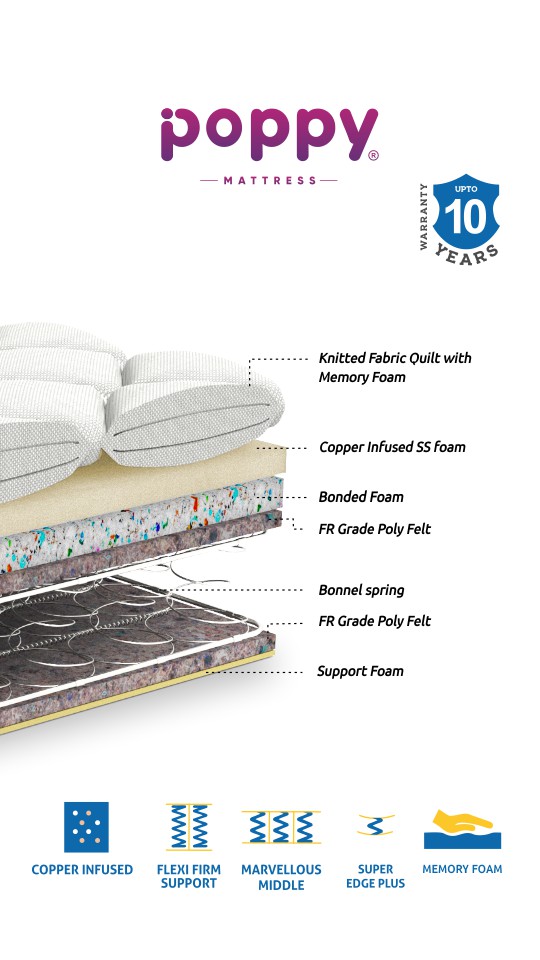 poppy®
MATTRESS
WARRANTY
UPTO
10
YEARS
Knitted Fabric Quilt with
Memory Foam
Copper Infused SS foam
Bonded Foam
FR Grade Poly Felt
Bonnel spring
FR Grade Poly Felt
Support Foam
COPPER INFUSED
FLEXI FIRM
SUPPORT
MARVELLOUS
MIDDLE
SUPER
EDGE PLUS
MEMORY FOAM